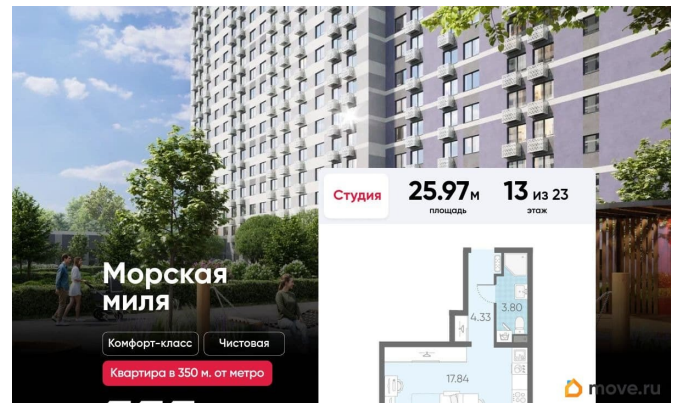 Студия
25.97 м
площадь
13 из 23
этаж
Морская
миля
Комфорт-класс
Чистовая
Квартира в 350 м. от метро
4.33
3.80
17.84
move.ru